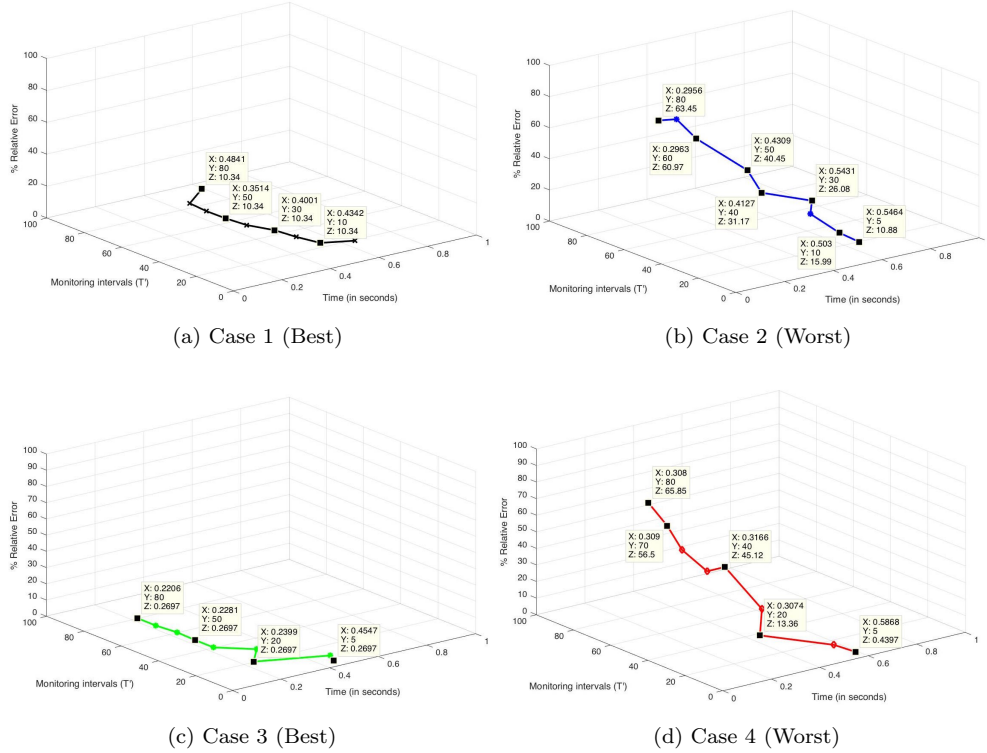 100
80
60
40
20
0
% Relative Error
100
80
60
40
20
0
Monitoring intervals (T')
0
0.2
0.4
0.6
0.8
1
Time (in seconds)
X: 0.4841
Y: 80
Z: 10.34
X: 0.3514
Y: 50
Z: 10.34
X: 0.4001
Y: 30
Z: 10.34
X: 0.4342
Y: 10
Z: 10.34
(a) Case 1 (Best)
100
80
60
40
20
0
% Relative Error
100
80
60
40
20
0
Monitoring intervals (T')
0
0.2
0.4
0.6
0.8
1
Time (in seconds)
X: 0.2956
Y: 80
Z: 63.45
X: 0.2963
Y: 60
Z: 60.97
X: 0.4309
Y: 50
Z: 40.45
X: 0.4127
Y: 40
Z: 31.17
X: 0.5431
Y: 30
Z: 26.08
X: 0.503
Y: 10
Z: 15.99
X: 0.5464
Y: 5
Z: 10.88
(b) Case 2 (Worst)
100
90
80
70
60
50
40
30
20
10
0
% Relative Error
100
80
60
40
20
0
Monitoring intervals (T')
0
0.2
0.4
0.6
0.8
1
Time (in seconds)
X: 0.2206
Y: 80
Z: 0.2697
X: 0.2281
Y: 50
Z: 0.2697
X: 0.2399
Y: 20
Z: 0.2697
X: 0.4547
Y: 5
Z: 0.2697
(c) Case 3 (Best)
100
90
80
70
60
50
40
30
20
10
0
% Relative Error
100
80
60
40
20
0
Monitoring intervals (T')
0
0.2
0.4
0.6
0.8
1
Time (in seconds)
X: 0.308
Y: 80
Z: 65.85
X: 0.309
Y: 70
Z: 56.5
X: 0.3166
Y: 40
Z: 45.12
X: 0.3074
Y: 20
Z: 13.36
X: 0.5868
Y: 5
Z: 0.4397
(d) Case 4 (Worst)